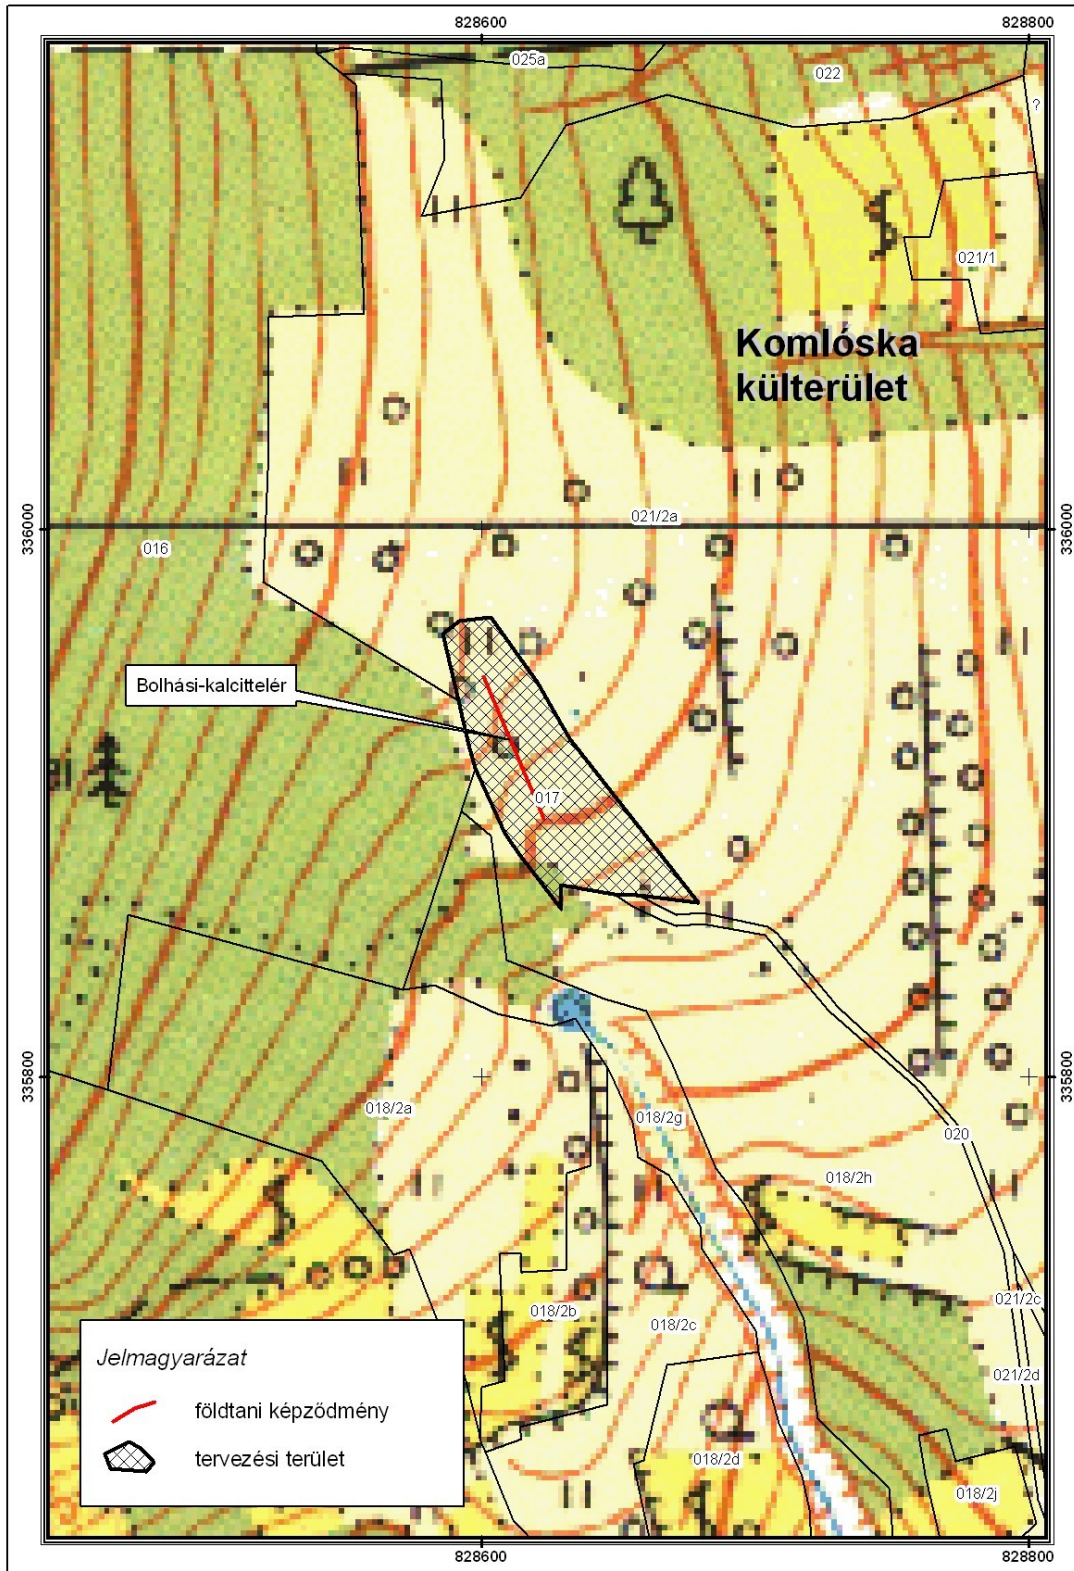 828600
828800
025a
022
?
021/1
Komlóska
külterület
336000
021/2a
336000
016
Bolhási-kalcittelér
017
335800
335800
018/2a
018/2g
020
018/2h
021/2c
018/2b
018/2c
021/2d
Jelmagyarázat
földtani képződmény
tervezési terület
018/2d
018/2j
828600
828800